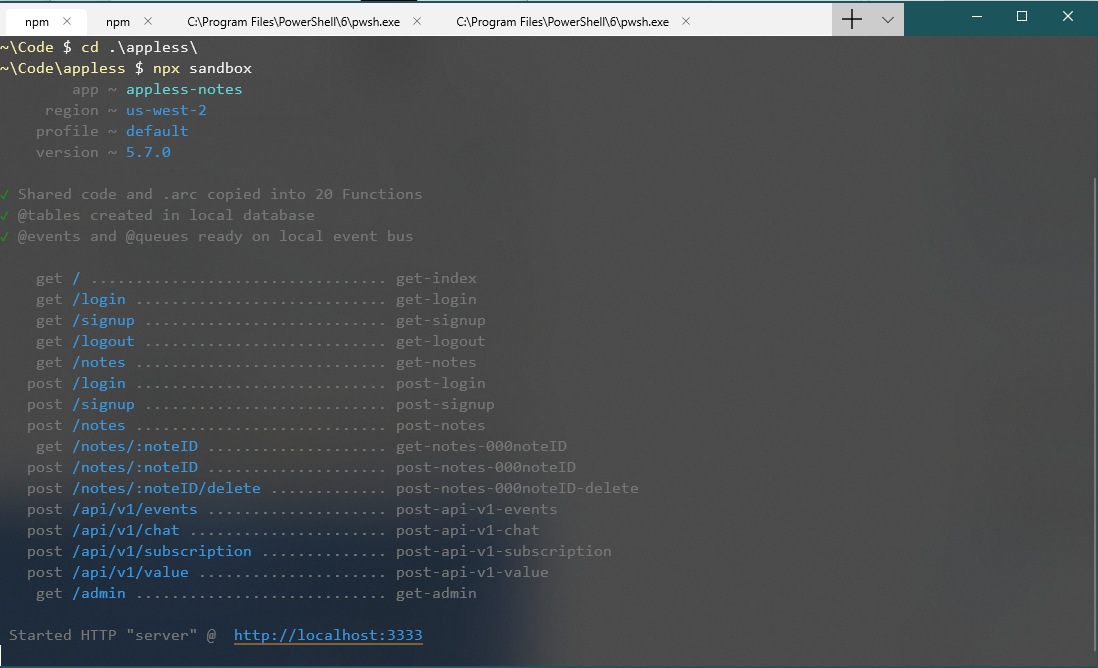 npm npm C:\Program Files\PowerShell\6\pwsh.exe C:\Program Files\PowerShell\6\pwsh.exe
~\Code $ cd .\appless\
~\Code\appless $ npx sandbox
app ~ appless-notes
region ~ us-west-2
profile ~ default
version ~ 5.7.0
✓ Shared code and .arc copied into 20 Functions
✓ @tables created in local database
✓ @events and @queues ready on local event bus
get / ................................. get-index
get /login ............................ get-login
get /signup ........................... get-signup
get /logout ........................... get-logout
get /notes ............................ get-notes
post /login ............................ post-login
post /signup ........................... post-signup
post /notes ............................ post-notes
get /notes/:noteID .................... get-notes-000noteID
post /notes/:noteID .................... post-notes-000noteID
post /notes/:noteID/delete ............. post-notes-000noteID-delete
post /api/v1/events .................... post-api-v1-events
post /api/v1/chat ...................... post-api-v1-chat
post /api/v1/subscription .............. post-api-v1-subscription
post /api/v1/value ..................... post-api-v1-value
get /admin ............................ get-admin
Started HTTP "server" @ http://localhost:3333